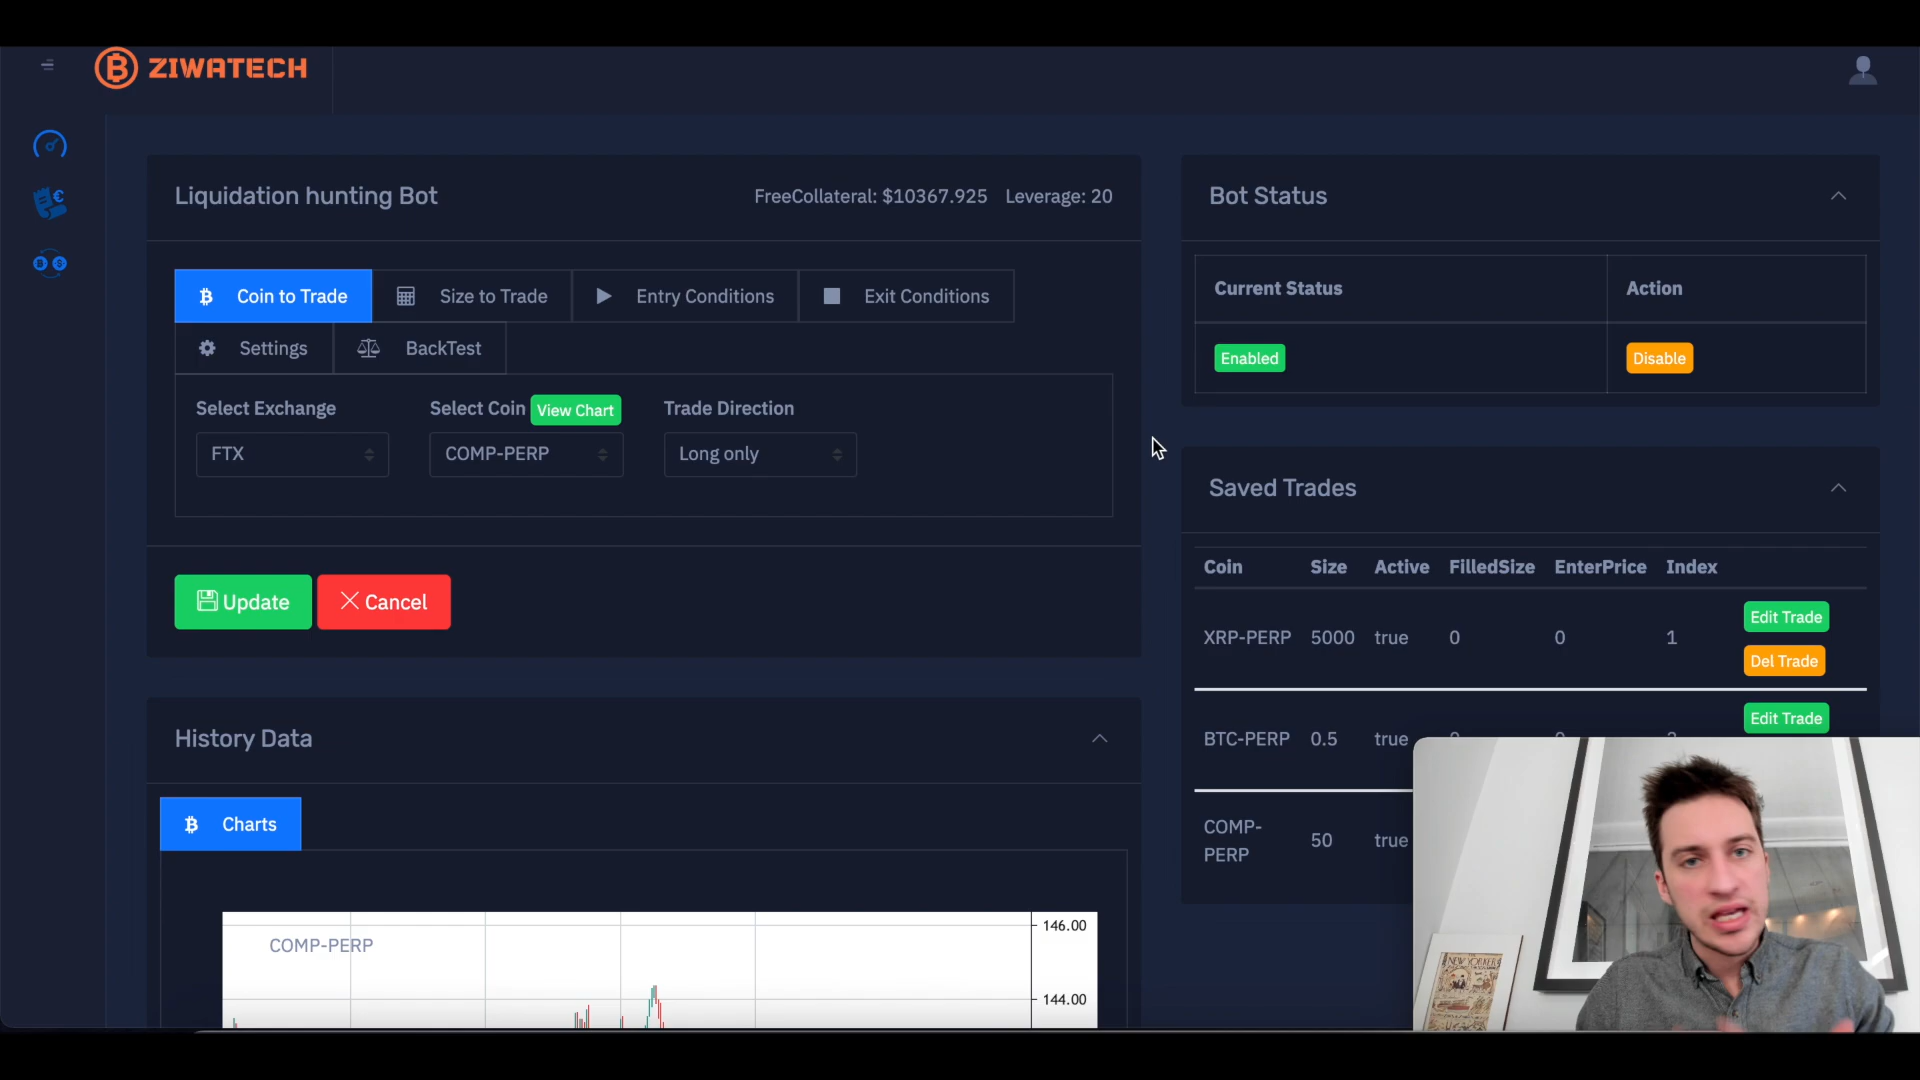 ZIWATECH
Liquidation hunting Bot
FreeCollateral: $10367.925 Leverage: 20
Coin to Trade
Size to Trade
Entry Conditions
Exit Conditions
Settings
BackTest
Select Exchange
Select Coin
View Chart
Trade Direction
FTX
COMP-PERP
Long only
Update
Cancel
History Data
Charts
COMP-PERP
146.00
144.00
Bot Status
Current Status Action
Enabled Disable
Saved Trades
Coin Size Active FilledSize EnterPrice Index
XRP-PERP 5000 true 0 0 1
Edit Trade
Del Trade
BTC-PERP 0.5 true
Edit Trade
COMP-
PERP 50 true
NEW YORKER